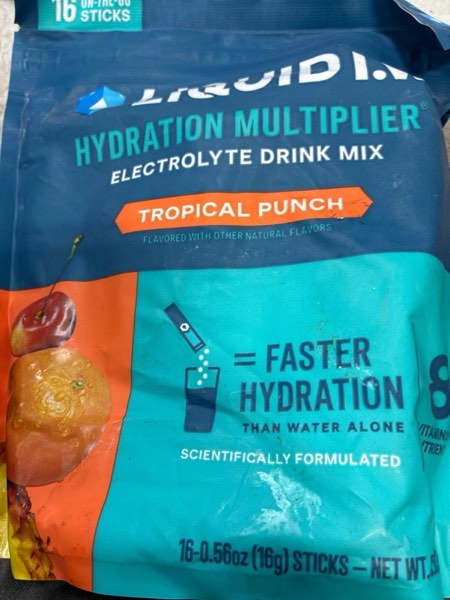 16 ON-THE-GO
STICKS
LIQUID I.V.
HYDRATION MULTIPLIER®
ELECTROLYTE DRINK MIX
TROPICAL PUNCH
FLAVORED WITH OTHER NATURAL FLAVORS
= FASTER
HYDRATION
THAN WATER ALONE
8
SCIENTIFICALLY FORMULATED
16-0.56oz (16g) STICKS – NET WT.